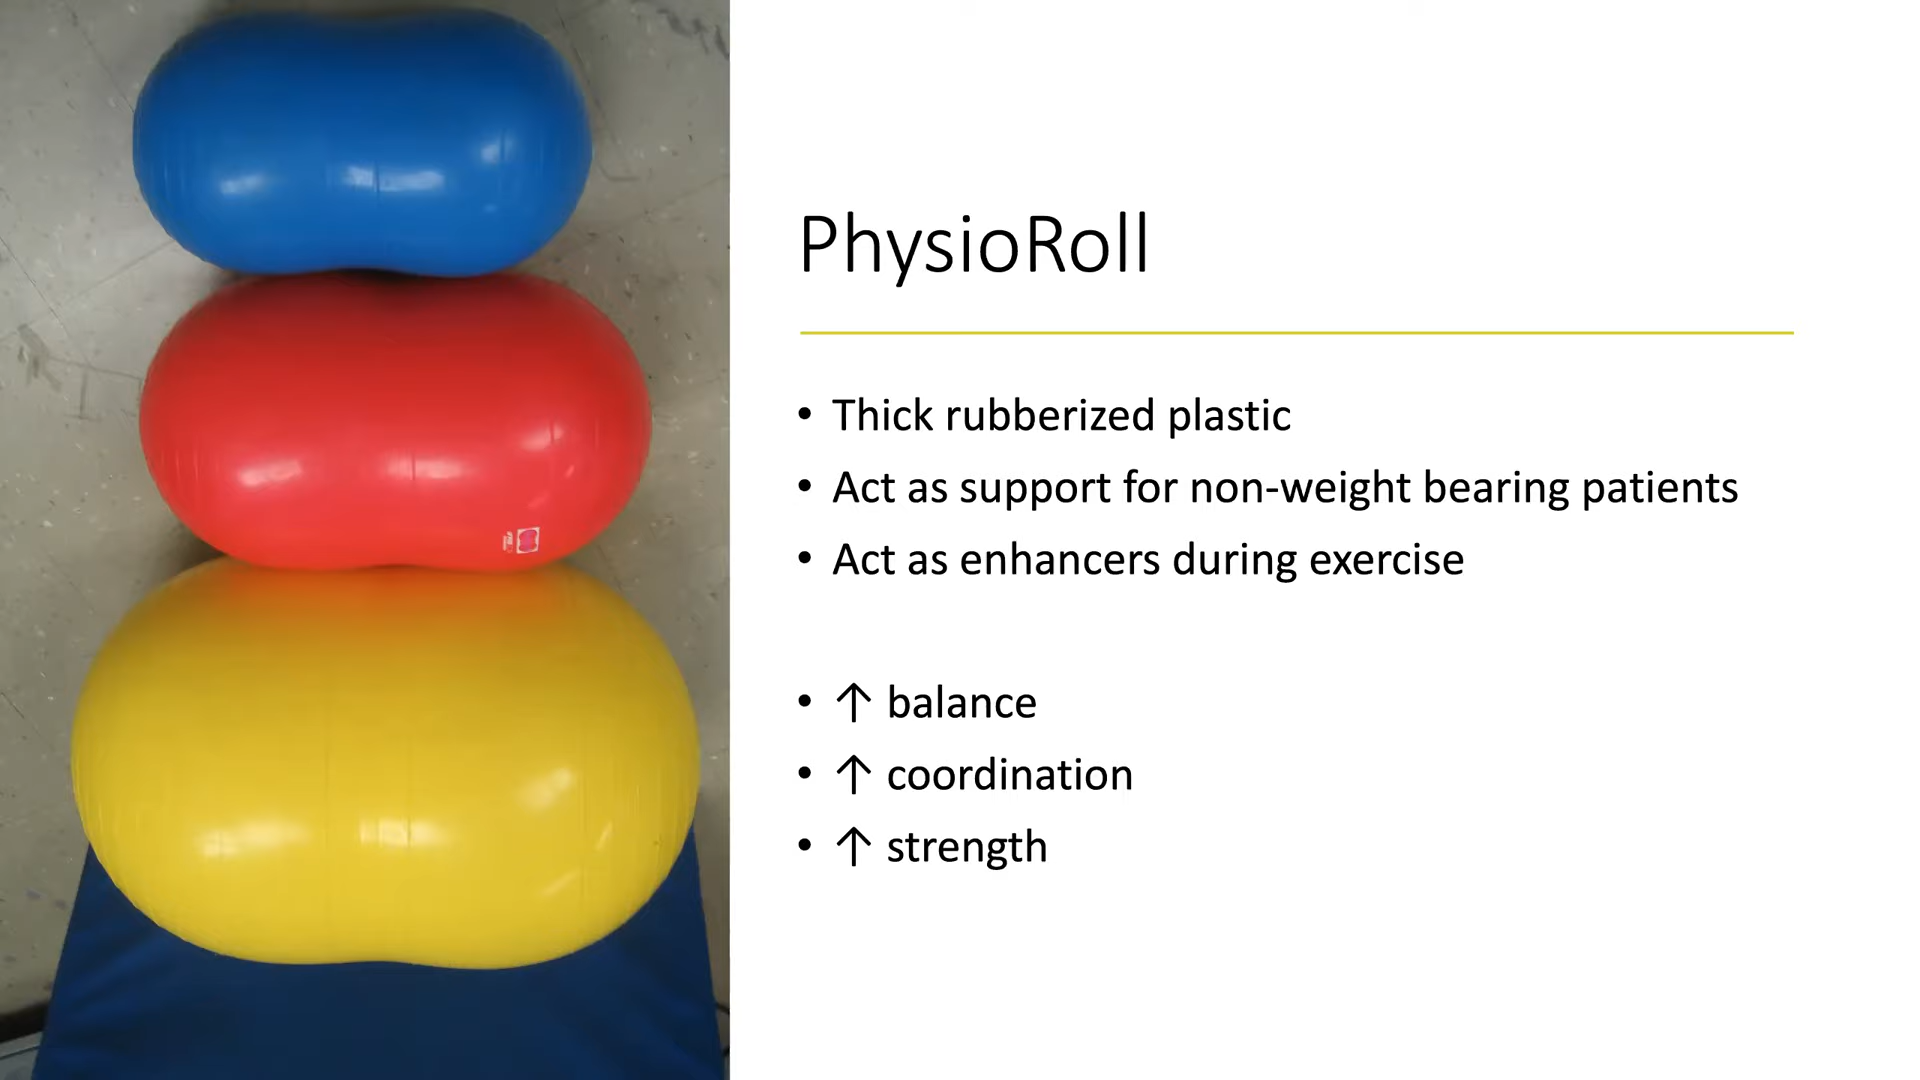 PhysioRoll
• Thick rubberized plastic
• Act as support for non-weight bearing patients
• Act as enhancers during exercise
• ↑ balance
• ↑ coordination
• ↑ strength